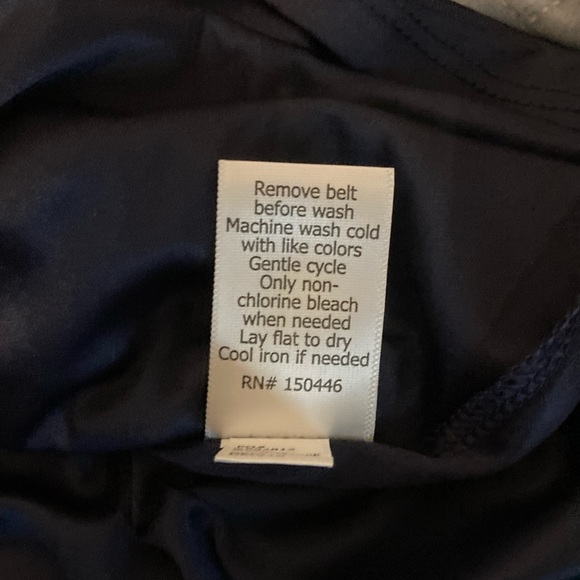 Remove belt
before wash
Machine wash cold
with like colors
Gentle cycle
Only non-
chlorine bleach
when needed
Lay flat to dry
Cool iron if needed
RN# 150446